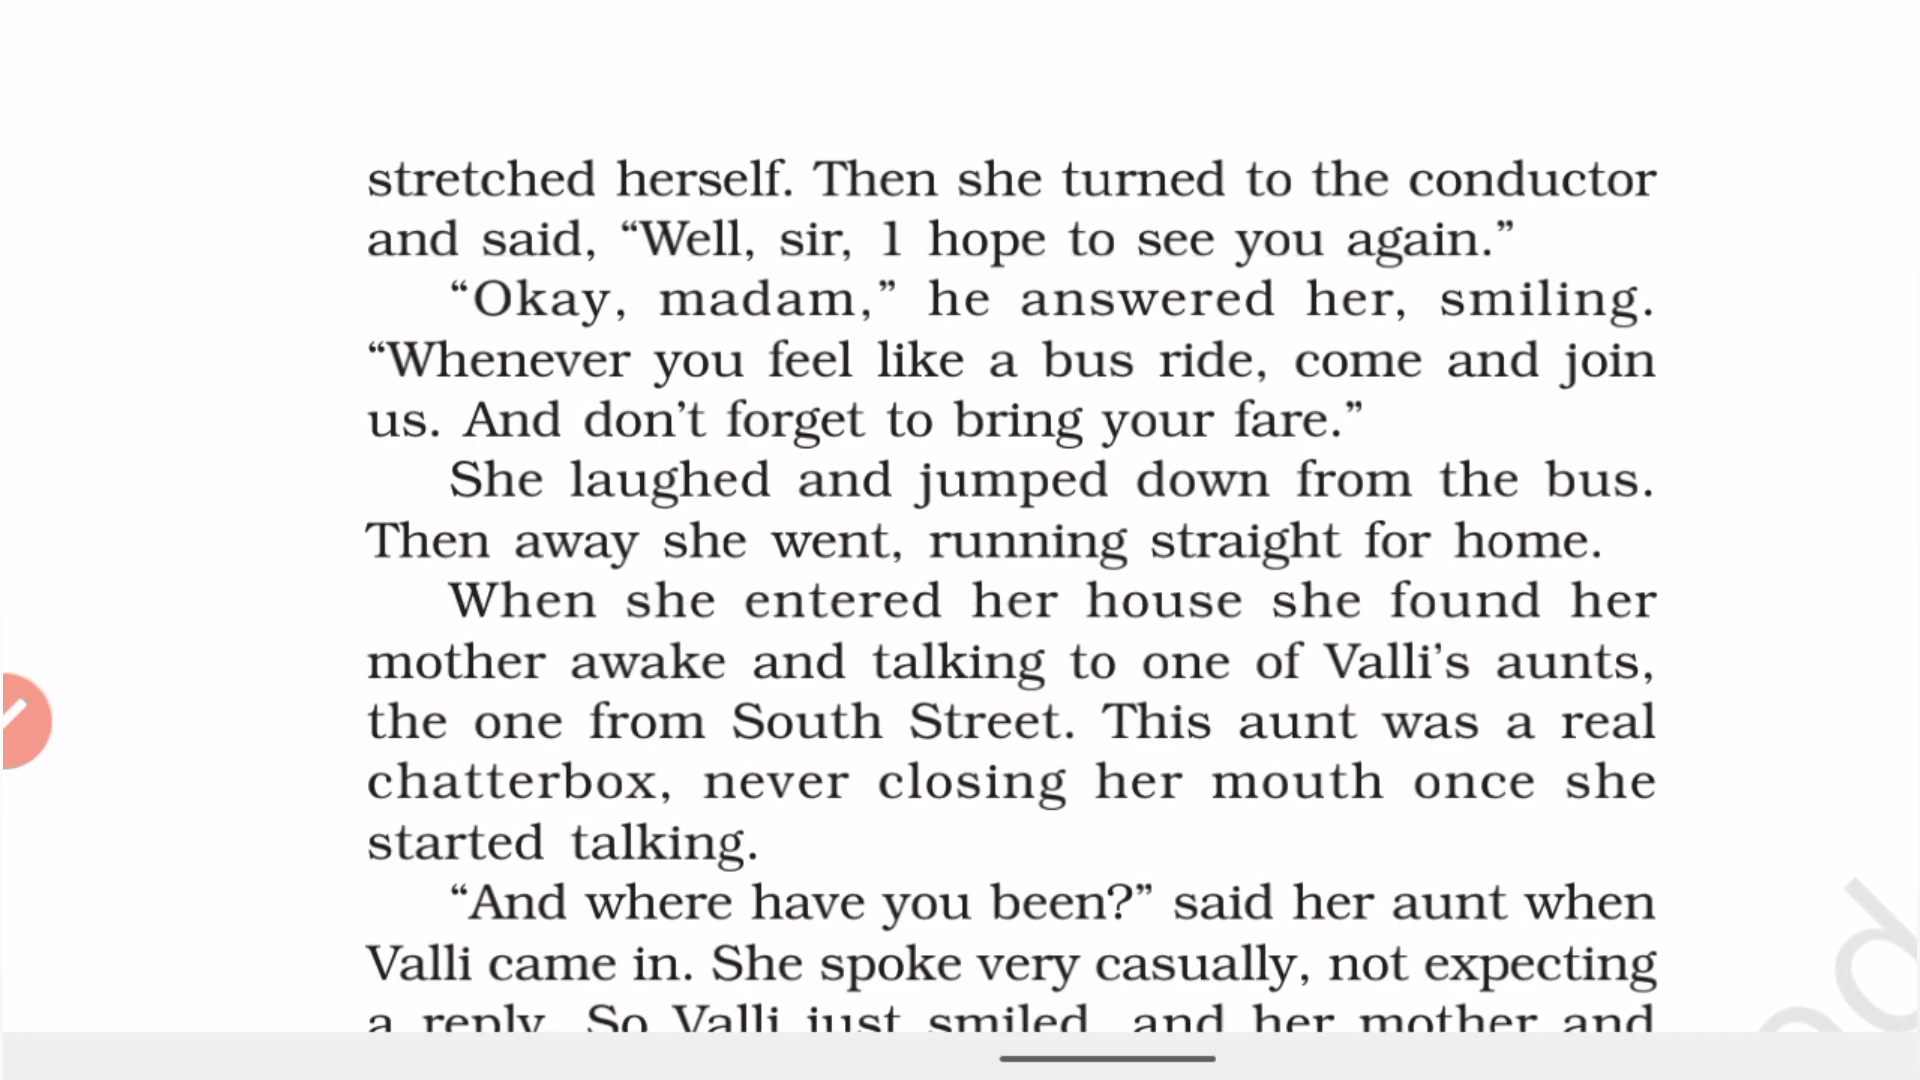 stretched herself. Then she turned to the conductor
and said, “Well, sir, 1 hope to see you again.”
“Okay, madam,” he answered her, smiling.
“Whenever you feel like a bus ride, come and join
us. And don’t forget to bring your fare.”
She laughed and jumped down from the bus.
Then away she went, running straight for home.
When she entered her house she found her
mother awake and talking to one of Valli’s aunts,
the one from South Street. This aunt was a real
chatterbox, never closing her mouth once she
started talking.
“And where have you been?” said her aunt when
Valli came in. She spoke very casually, not expecting
a reply. So Valli just smiled, and her mother and